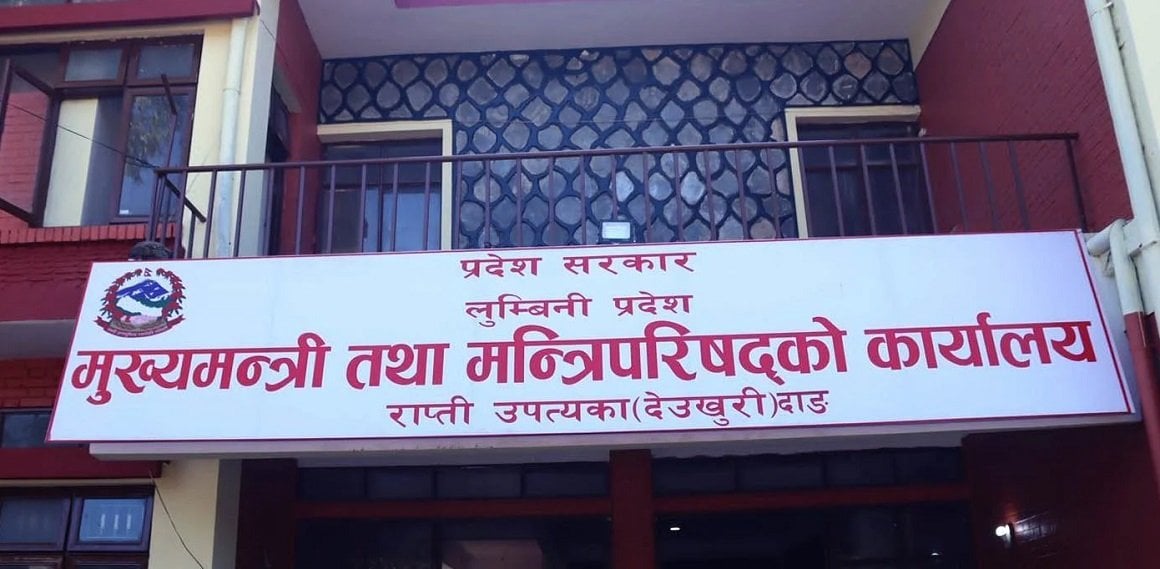 प्रदेश सरकार
लुम्बिनी प्रदेश
मुख्यमन्त्री तथा मन्त्रिपरिषद्को कार्यालय
राप्ती उपत्यका(देउखुरी)दाङ